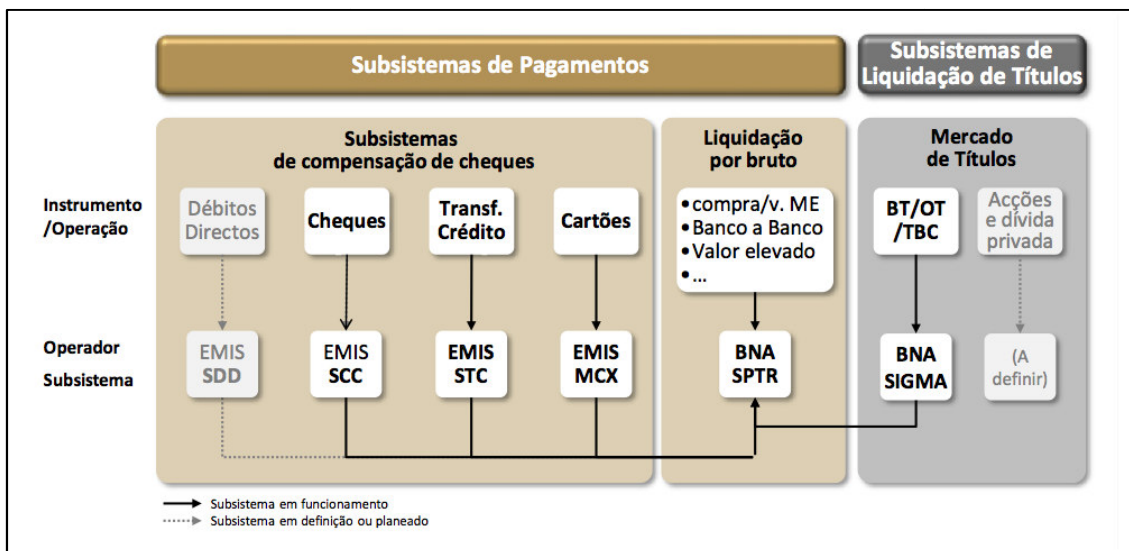 Subsistemas de Pagamentos
Subsistemas de
Liquidação de Títulos
Subsistemas
de compensação de cheques
Liquidação
por bruto
Mercado
de Títulos
Instrumento
/Operação
Débitos
Directos
Cheques
Transf.
Crédito
Cartões
• compra/v. ME
• Banco a Banco
• Valor elevado
• ...
BT/OT
/TBC
Acções
e dívida
privada
Operador
Subsistema
EMIS
SDD
EMIS
SCC
EMIS
STC
EMIS
MCX
BNA
SPTR
BNA
SIGMA
(A
definir)
Subsistema em funcionamento
Subsistema em definição ou planeado